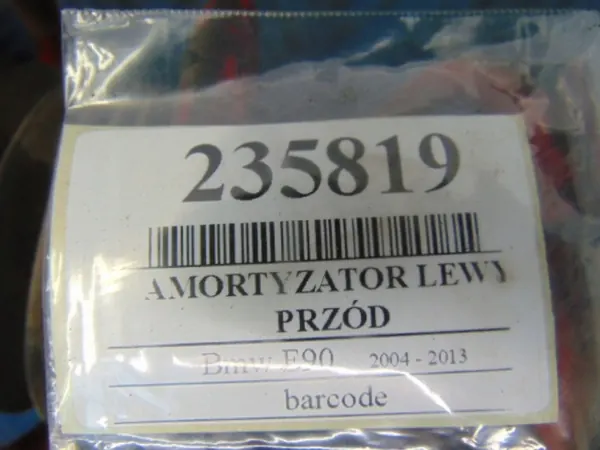 235819
AMORTYZATOR LEWY
PRZÓD
Bmw E90 2004 - 2013
barcode